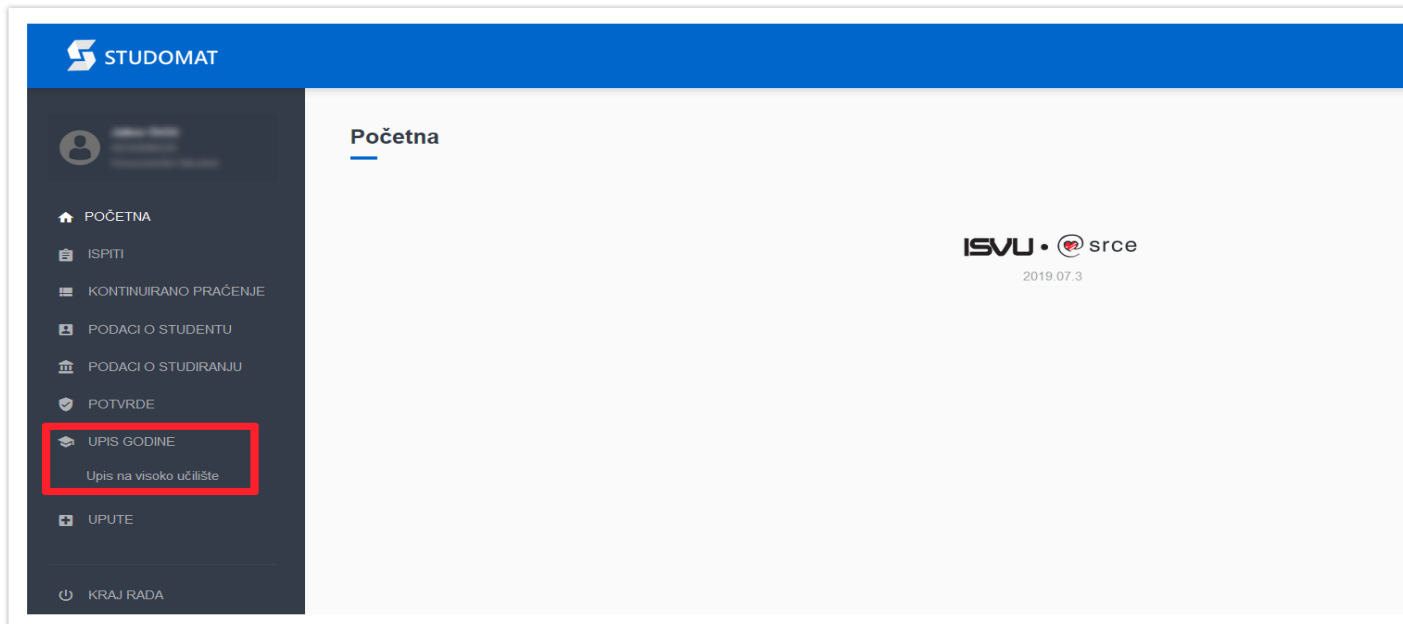 STUDOMAT
Početna
POČETNA
ISPITI
KONTINUIRANO PRAĆENJE
PODACI O STUDENTU
PODACI O STUDIRANJU
POTVRDE
UPIS GODINE
Upis na visoko učilište
UPUTE
KRAJ RADA
ISVU • srce
2019.07.3